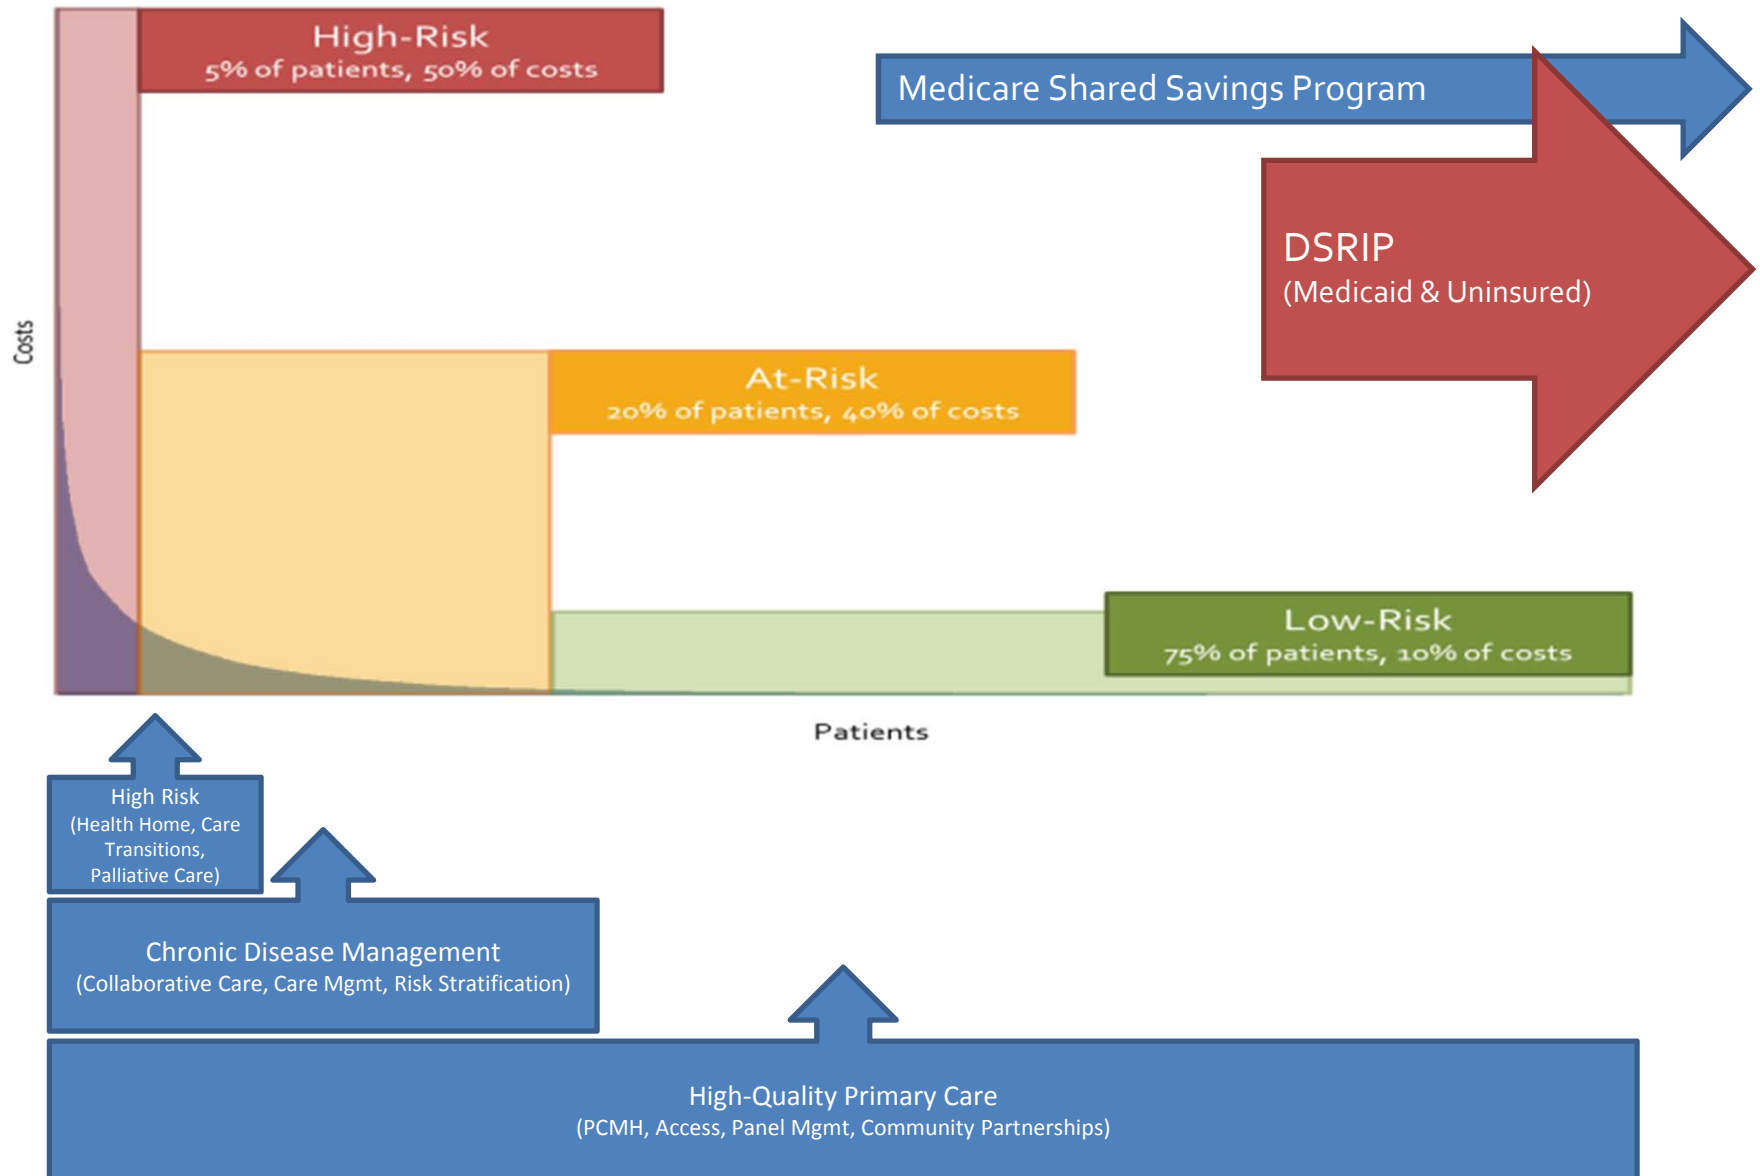 High-Risk
5% of patients, 50% of costs
Medicare Shared Savings Program
DSRIP
(Medicaid & Uninsured)
Costs
At-Risk
20% of patients, 40% of costs
Low-Risk
75% of patients, 10% of costs
Patients
High Risk
(Health Home, Care
Transitions,
Palliative Care)
Chronic Disease Management
(Collaborative Care, Care Mgmt, Risk Stratification)
High-Quality Primary Care
(PCMH, Access, Panel Mgmt, Community Partnerships)